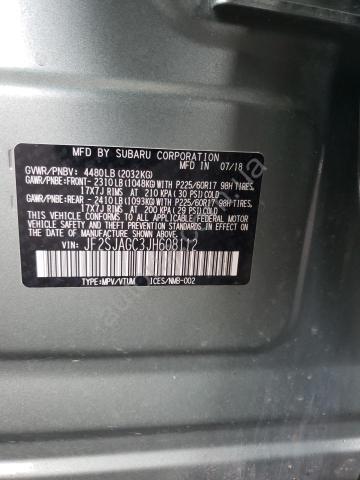 MFD BY SUBARU CORPORATION
MADE IN 07/18
GVWR/PNBV: 4480LB(2032KG)
GAWR/PNBE:FRONT-2310LB(1048KG)WITH P225/60R17 98H TIRES,
17X7J RIMS AT 210 KPA(30 PSI)COLD
GAWR/PNBE:REAR -2410LB(1093KG)WITH P225/60R17 98H TIRES,
17X7J RIMS AT 200 KPA(29 PSI)COLD
THIS VEHICLE CONFORMS TO ALL APPLICABLE FEDERAL MOTOR
VEHICLE SAFETY, BUMPER, AND THEFT PREVENTION STANDARDS
IN EFFECT ON THE DATE OF MANUFACTURE SHOWN ABOVE.
VIN: JF2SJAGC3JH608112
TYPE:MPV/VTUM ICES/NMB-002